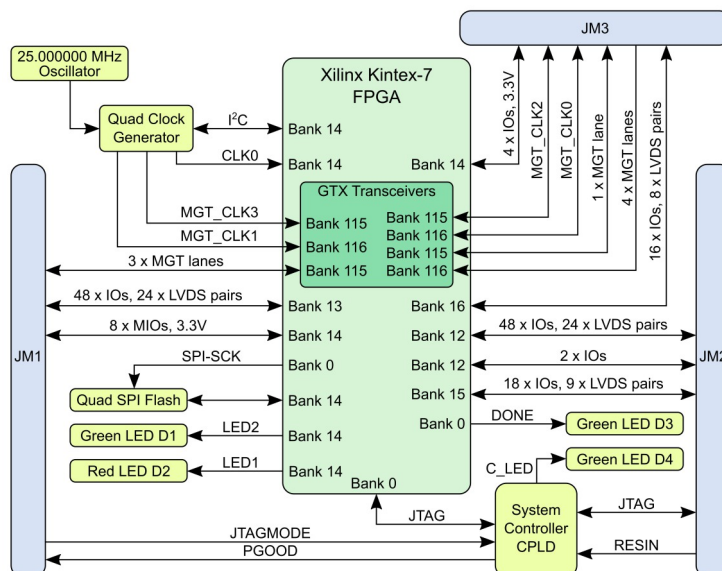 JM3
25.000000 MHz
Oscillator
Xilinx Kintex-7
FPGA
Quad Clock
Generator
I²C
Bank 14
CLK0
Bank 14
Bank 14
4 x IOs, 3.3V
MGT_CLK2
MGT_CLK0
1 x MGT lane
4 x MGT lanes
16 x IOs, 8 x LVDS pairs
GTX Transceivers
MGT_CLK3
Bank 115
Bank 115
MGT_CLK1
Bank 116
Bank 116
Bank 115
3 x MGT lanes
Bank 115
Bank 116
48 x IOs, 24 x LVDS pairs
Bank 13
Bank 16
8 x MIOs, 3.3V
Bank 14
Bank 12
48 x IOs, 24 x LVDS pairs
JM1
JM2
SPI-SCK
Bank 0
Bank 12
2 x IOs
Quad SPI Flash
Bank 14
Bank 15
18 x IOs, 9 x LVDS pairs
Green LED D1
LED2
Bank 14
Bank 0
DONE
Green LED D3
Red LED D2
LED1
Bank 14
C_LED
Green LED D4
Bank 0
JTAG
System
Controller
CPLD
JTAG
JTAGMODE
PGOOD
RESIN